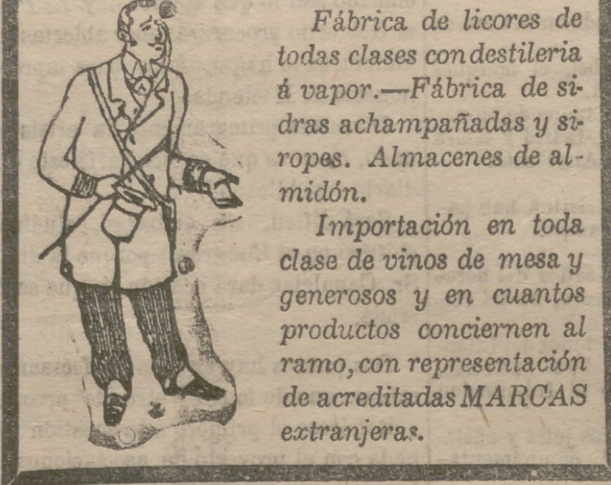 Fábrica de licores de
todas clases con destileria
á vapor.—Fábrica de si-
dras achampañadas y si-
ropes. Almacenes de al-
midón.
Importación en toda
clase de vinos de mesa y
generosos y en cuantos
productos conciernen al
ramo, con representación
de acreditadas MARCAS
extranjeras.